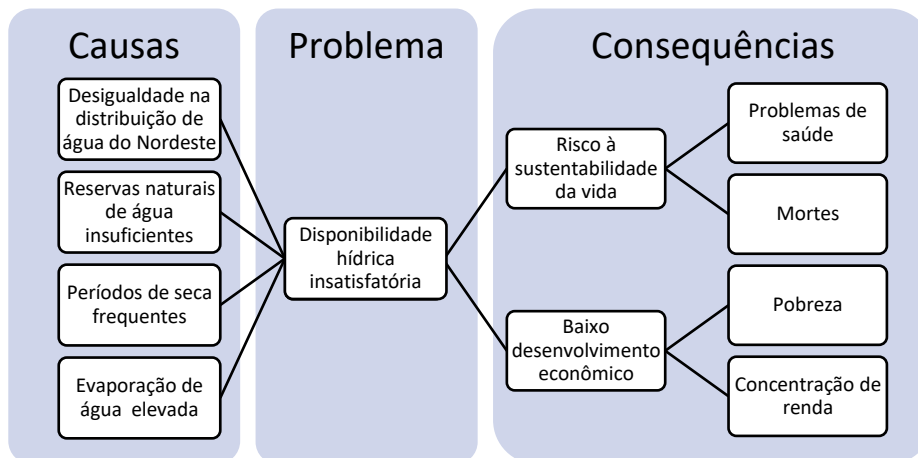 Causas
Desigualdade na
distribuição de
água do Nordeste
Reservas naturais
de água
insuficientes
Períodos de seca
frequentes
Evaporação de
água elevada
Problema
Disponibilidade
hídrica
insatisfatória
Consequências
Risco à
sustentabilidade
da vida
Problemas de
saúde
Mortes
Baixo
desenvolvimento
econômico
Pobreza
Concentração de
renda